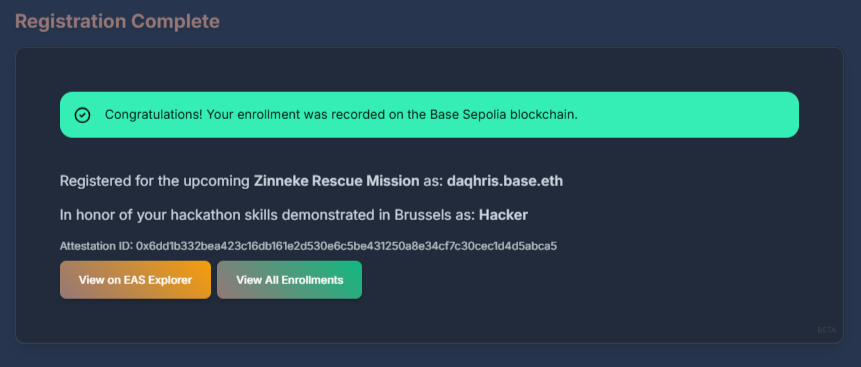 Registration Complete
Congratulations! Your enrollment was recorded on the Base Sepolia blockchain.
Registered for the upcoming Zinneke Rescue Mission as: daqhris.base.eth
In honor of your hackathon skills demonstrated in Brussels as: Hacker
Attestation ID: 0x6dd1b332bea423c16db161e2d530e6c5be431250a8e34cf7c30cec1d4d5abca5
View on EAS Explorer
View All Enrollments
BETA